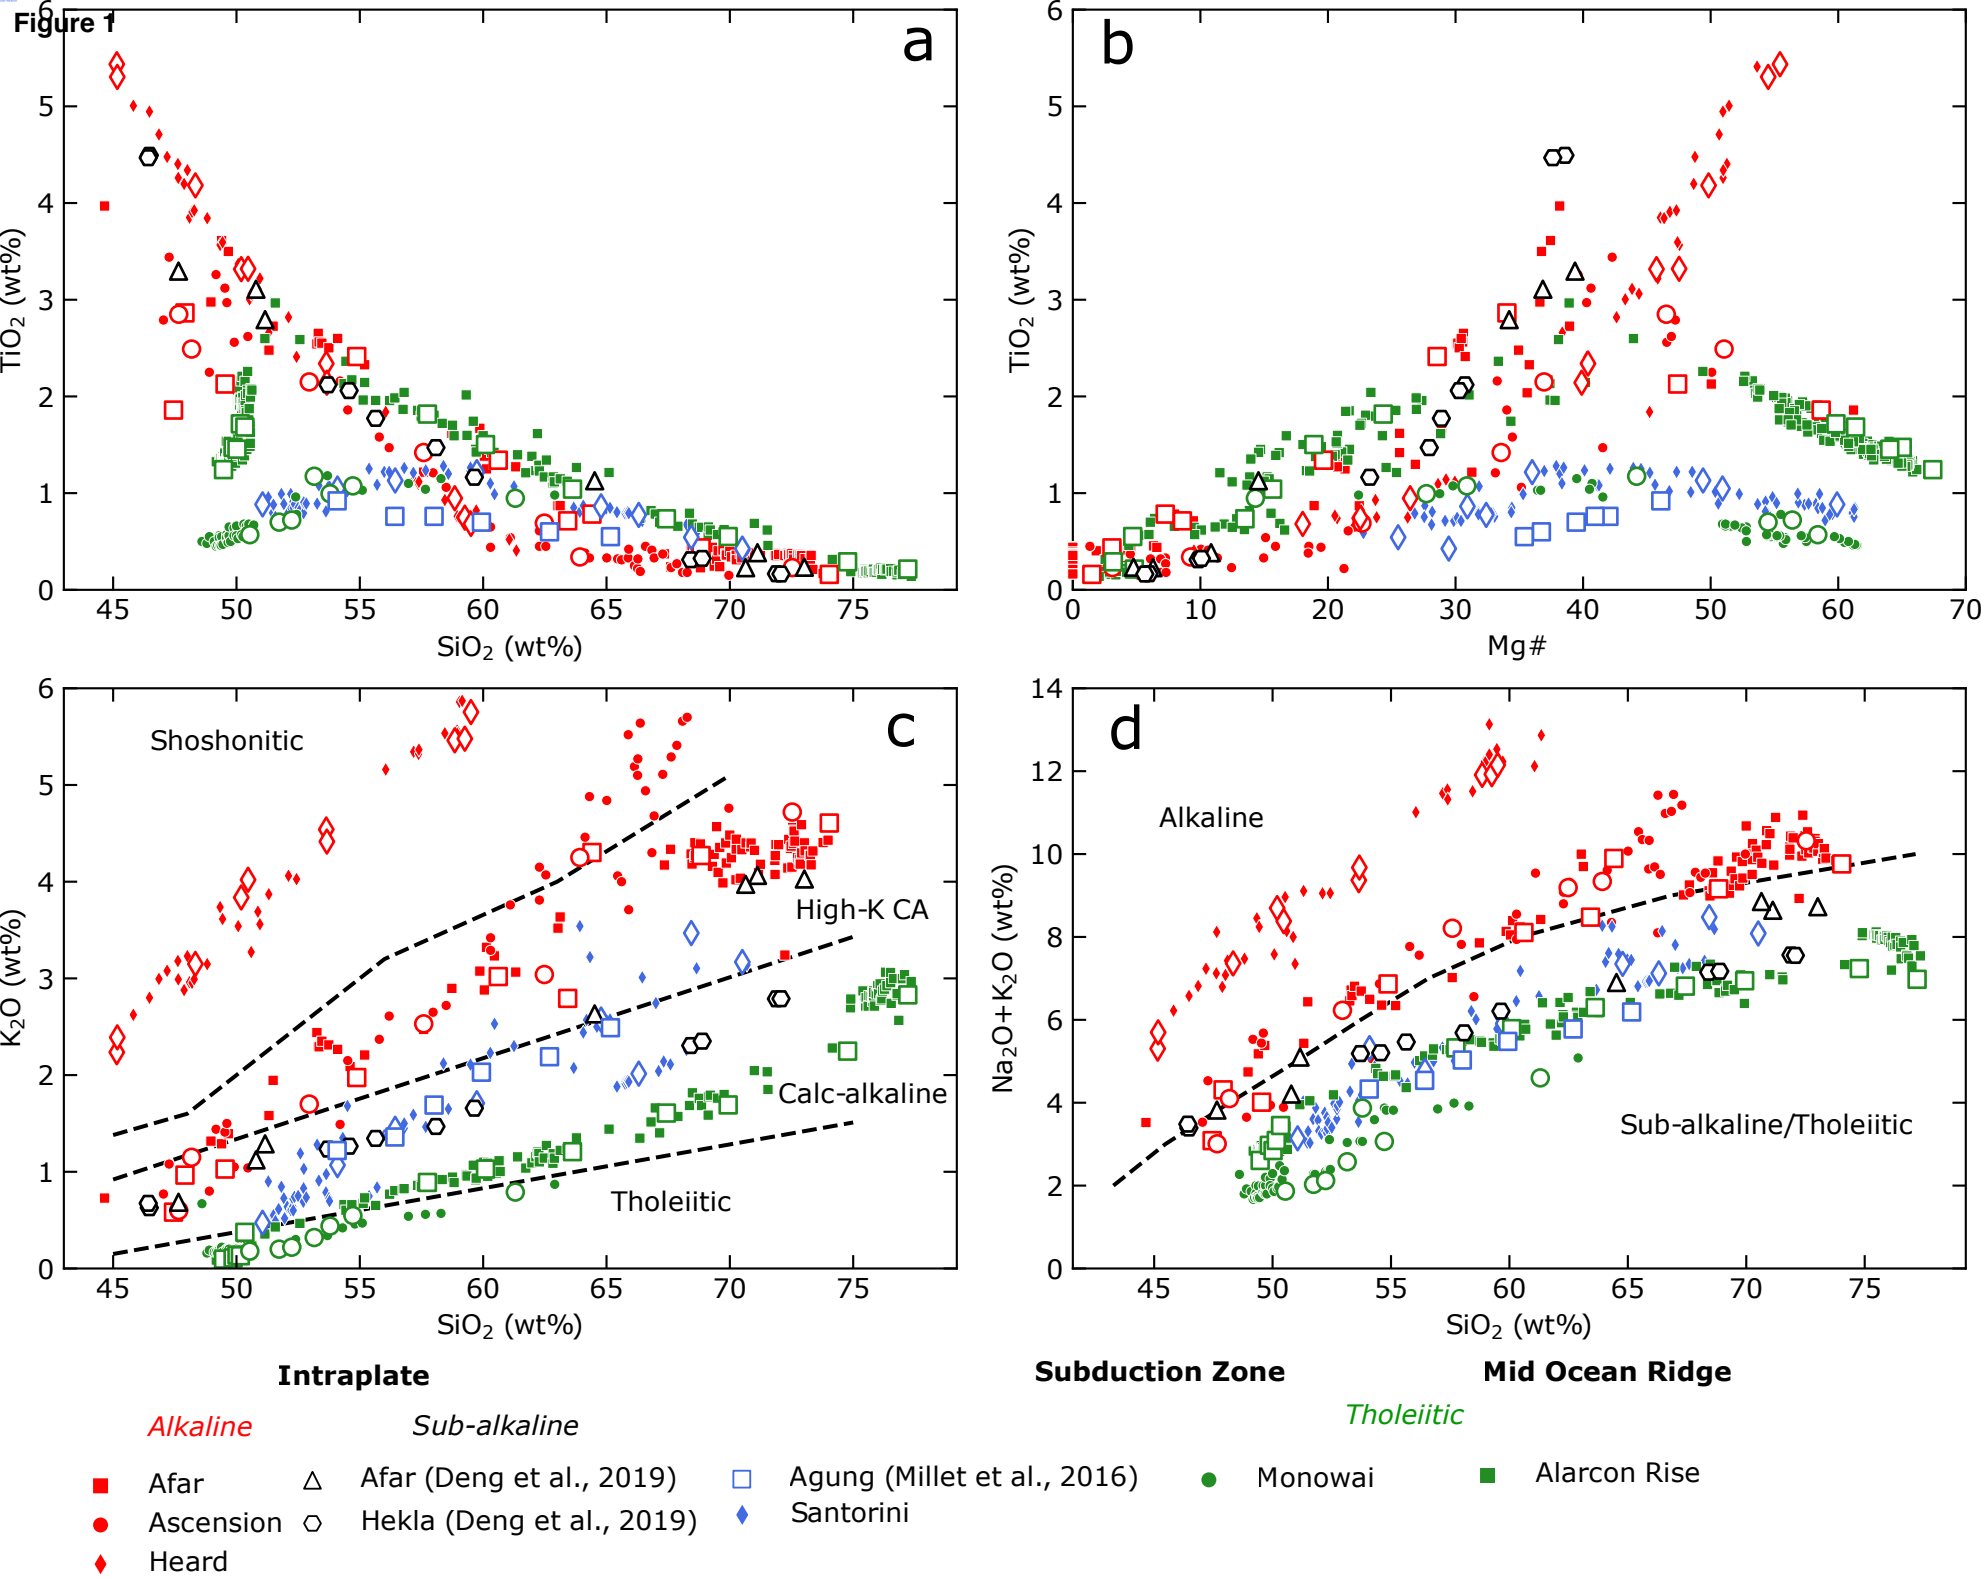 Figure 1
a
6
5
4
3
2
1
0
TiO2 (wt%)
45 50 55 60 65 70 75
SiO2 (wt%)
b
6
5
4
3
2
1
0
TiO2 (wt%)
0 10 20 30 40 50 60 70
Mg#
c
6
5
4
3
2
1
0
K2O (wt%)
Shoshonitic
High-K CA
Calc-alkaline
Tholeiitic
45 50 55 60 65 70 75
SiO2 (wt%)
d
14
12
10
8
6
4
2
0
Na2O+K2O (wt%)
Alkaline
Sub-alkaline/Tholeiitic
45 50 55 60 65 70 75
SiO2 (wt%)
Intraplate Subduction Zone Mid Ocean Ridge
Alkaline Sub-alkaline Tholeiitic
Afar Afar (Deng et al., 2019) Agung (Millet et al., 2016) Monowai Alarcon Rise
Ascension Hekla (Deng et al., 2019) Santorini
Heard